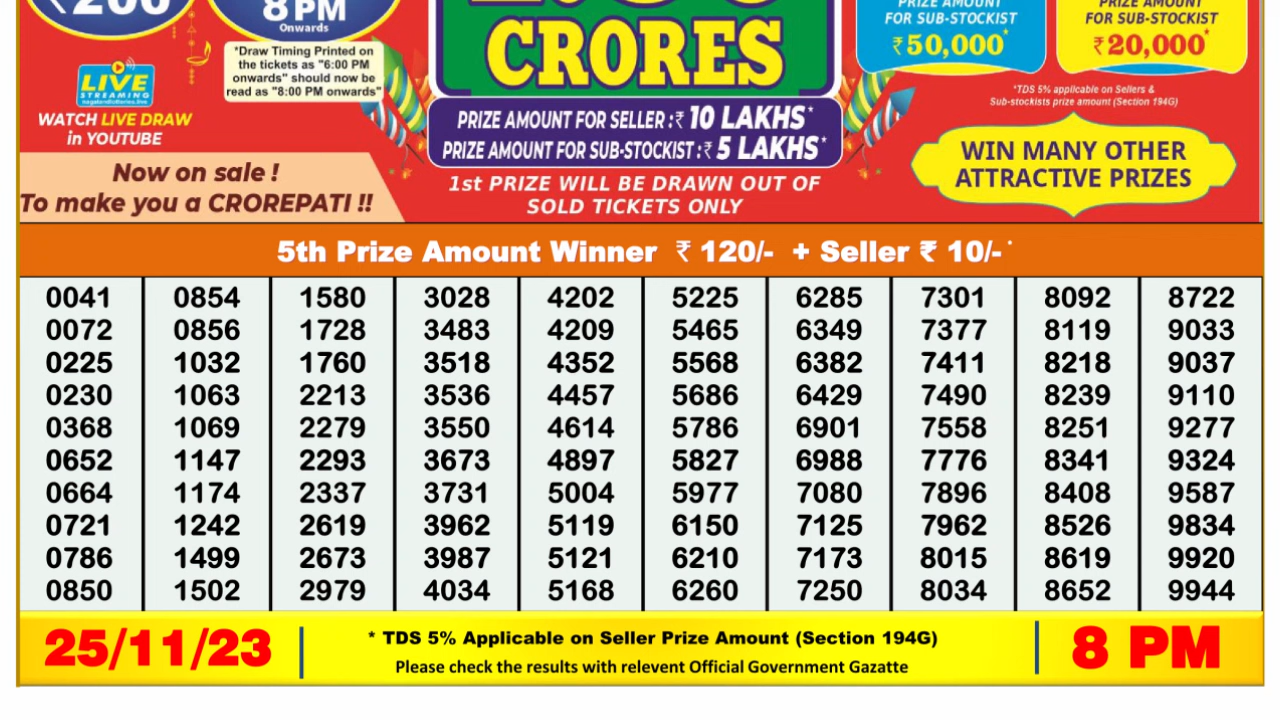 8 PM
Onwards
*Draw Timing Printed on
the tickets as "6:00 PM
onwards" should now be
read as "8:00 PM onwards"
LIVE
STREAMING
nagalandlotteries.live
WATCH LIVE DRAW
in YOUTUBE
Now on sale !
To make you a CROREPATI !!
CRORES
PRIZE AMOUNT FOR SELLER :₹ 10 LAKHS*
PRIZE AMOUNT FOR SUB-STOCKIST :₹ 5 LAKHS*
1st PRIZE WILL BE DRAWN OUT OF
SOLD TICKETS ONLY
PRIZE AMOUNT
FOR SUB-STOCKIST
₹50,000*
PRIZE AMOUNT
FOR SUB-STOCKIST
₹20,000*
*TDS 5% applicable on Sellers &
Sub-stockists prize amount (Section 194G)
WIN MANY OTHER
ATTRACTIVE PRIZES
5th Prize Amount Winner ₹ 120/- + Seller ₹ 10/-*
0041 0854 1580 3028 4202 5225 6285 7301 8092 8722
0072 0856 1728 3483 4209 5465 6349 7377 8119 9033
0225 1032 1760 3518 4352 5568 6382 7411 8218 9037
0230 1063 2213 3536 4457 5686 6429 7490 8239 9110
0368 1069 2279 3550 4614 5786 6901 7558 8251 9277
0652 1147 2293 3673 4897 5827 6988 7776 8341 9324
0664 1174 2337 3731 5004 5977 7080 7896 8408 9587
0721 1242 2619 3962 5119 6150 7125 7962 8526 9834
0786 1499 2673 3987 5121 6210 7173 8015 8619 9920
0850 1502 2979 4034 5168 6260 7250 8034 8652 9944
25/11/23
* TDS 5% Applicable on Seller Prize Amount (Section 194G)
Please check the results with relevent Official Government Gazatte
8 PM